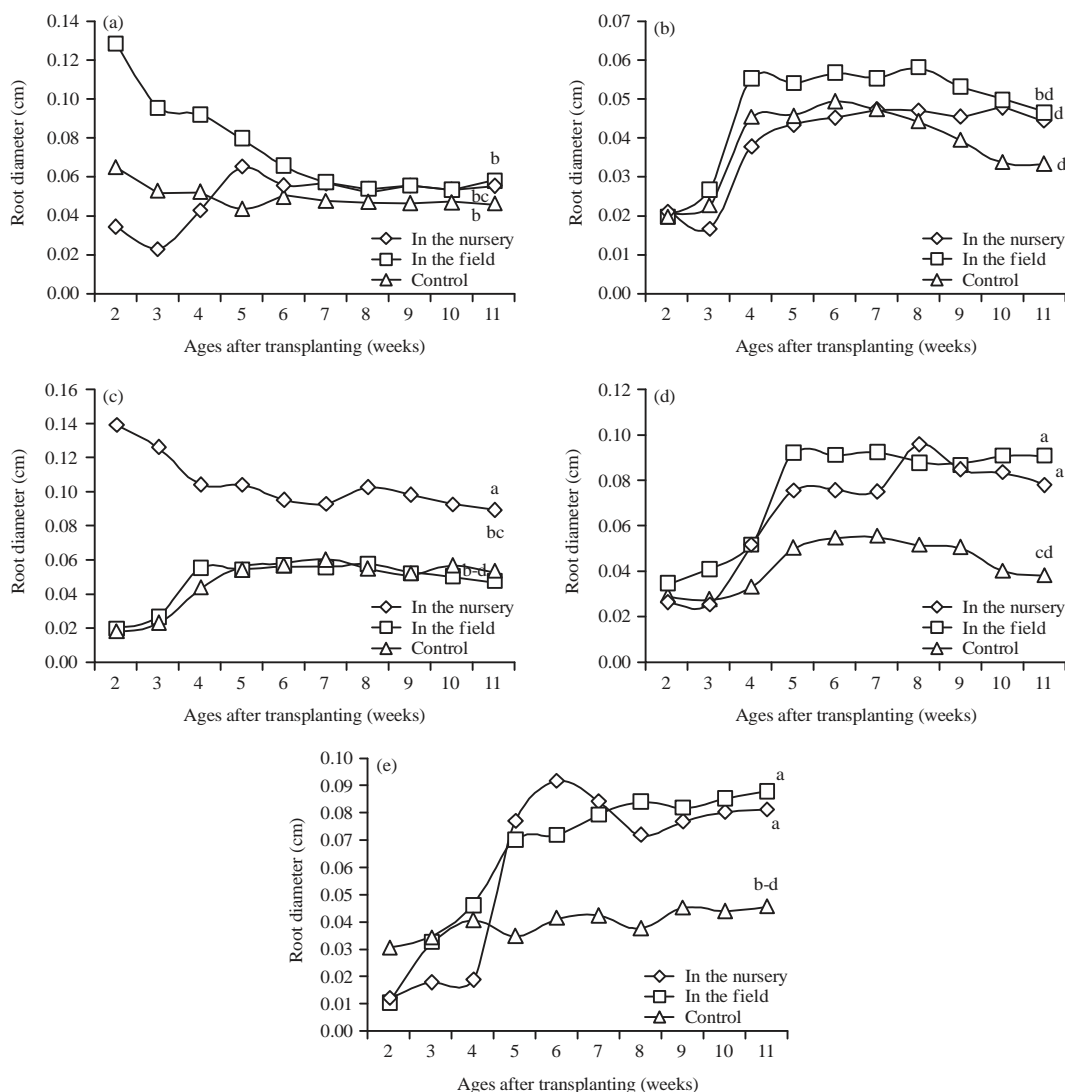 (a)
Root diameter (cm)
0.14
0.12
0.10
0.08
0.06
0.04
0.02
0.00
b
bc
b
In the nursery
In the field
Control
2 3 4 5 6 7 8 9 10 11
Ages after transplanting (weeks)
(b)
Root diameter (cm)
0.07
0.06
0.05
0.04
0.03
0.02
0.01
0.00
bd
d
d
In the nursery
In the field
Control
2 3 4 5 6 7 8 9 10 11
Ages after transplanting (weeks)
(c)
Root diameter (cm)
0.16
0.14
0.12
0.10
0.08
0.06
0.04
0.02
0.00
a
bc
b-d
In the nursery
In the field
Control
2 3 4 5 6 7 8 9 10 11
Ages after transplanting (weeks)
(d)
Root diameter (cm)
0.12
0.10
0.08
0.06
0.04
0.02
0.00
a
a
cd
In the nursery
In the field
Control
2 3 4 5 6 7 8 9 10 11
Ages after transplanting (weeks)
(e)
Root diameter (cm)
0.10
0.09
0.08
0.07
0.06
0.05
0.04
0.03
0.02
0.01
0.00
a
a
b-d
In the nursery
In the field
Control
2 3 4 5 6 7 8 9 10 11
Ages after transplanting (weeks)